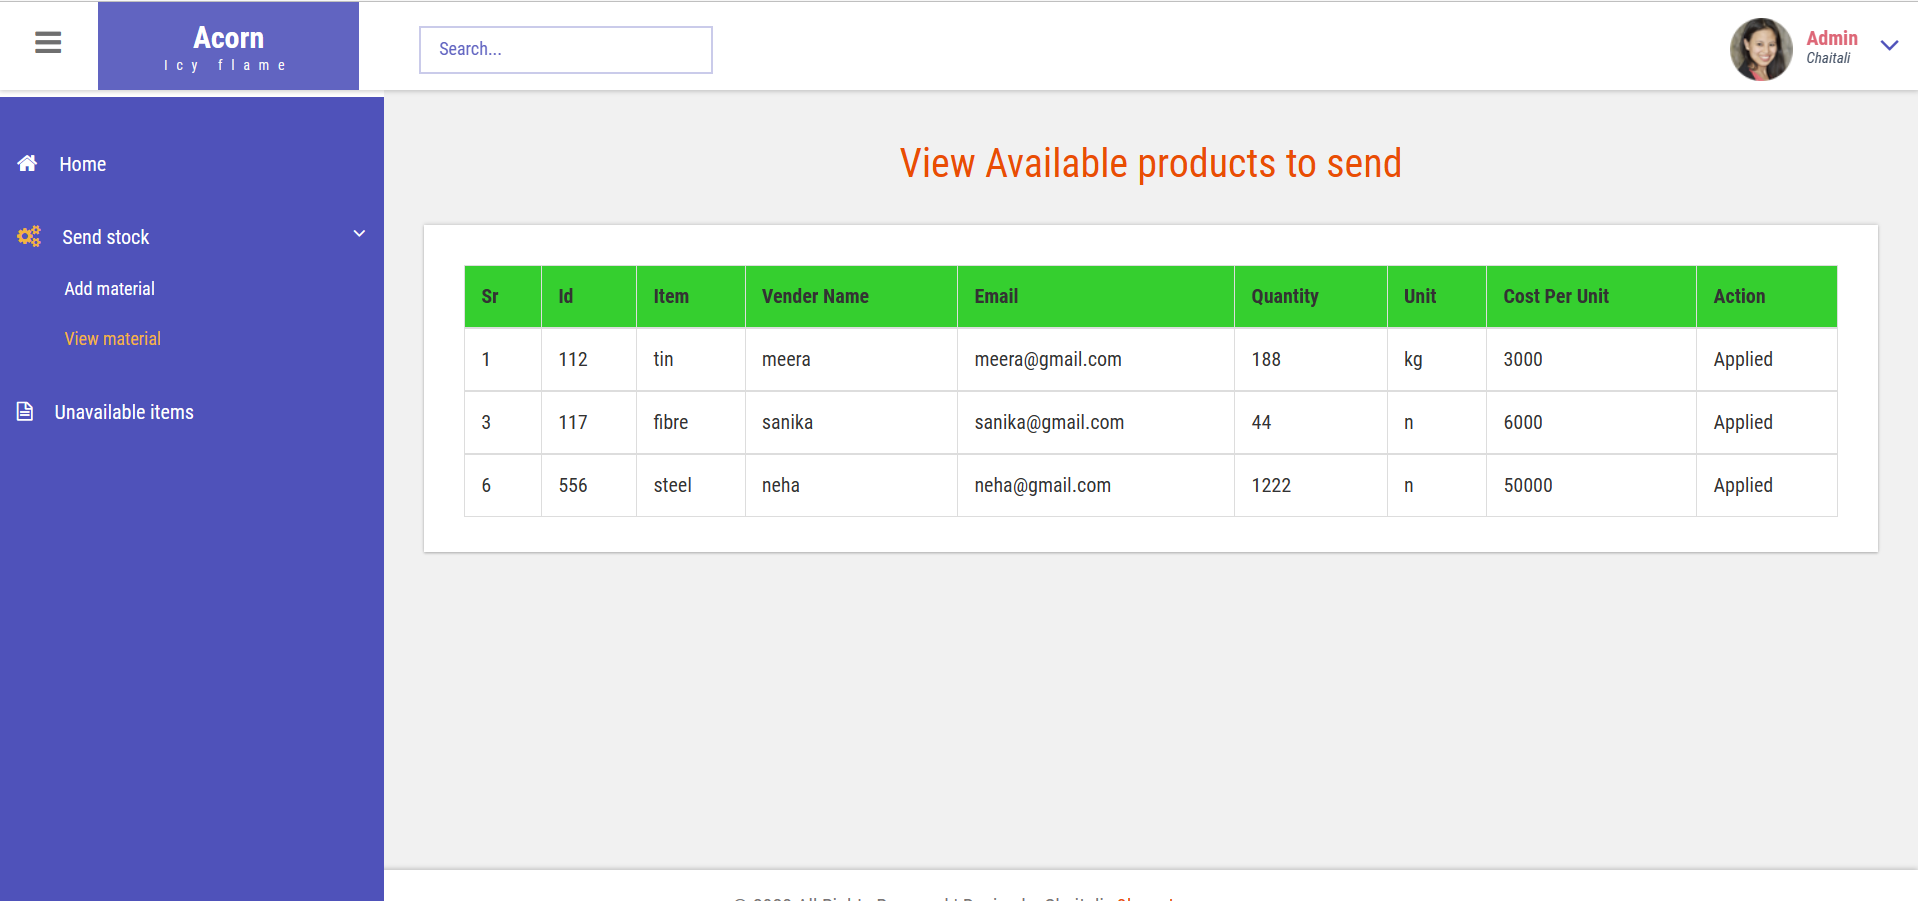 Acorn
Icy flame
Search...
Admin
Chaitali
Home
Send stock
Add material
View material
Unavailable items
View Available products to send
Sr Id Item Vender Name Email Quantity Unit Cost Per Unit Action
1 112 tin meera meera@gmail.com 188 kg 3000 Applied
3 117 fibre sanika sanika@gmail.com 44 n 6000 Applied
6 556 steel neha neha@gmail.com 1222 n 50000 Applied